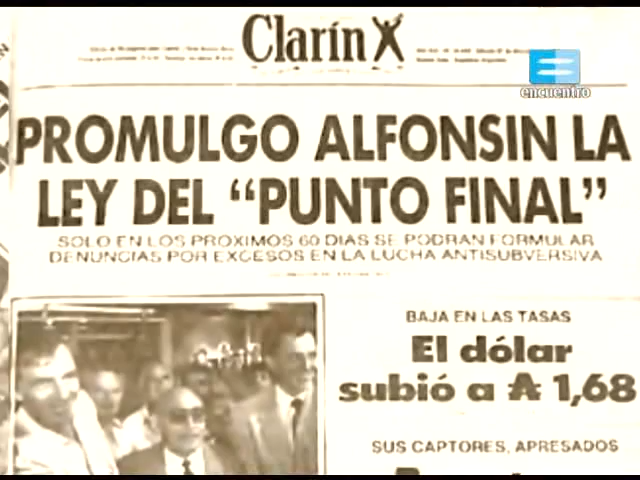 Clarín
encuentro
PROMULGO ALFONSIN LA
LEY DEL “PUNTO FINAL”
SOLO EN LOS PROXIMOS 60 DIAS SE PODRAN FORMULAR
DENUNCIAS POR EXCESOS EN LA LUCHA ANTISUBVERSIVA
BAJA EN LAS TASAS
El dólar
subió a ₳ 1,68
SUS CAPTORES, APRESADOS